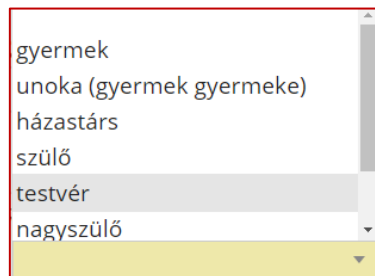 gyermek
unoka (gyermek gyermeke)
házastárs
szülő
testvér
nagyszülő